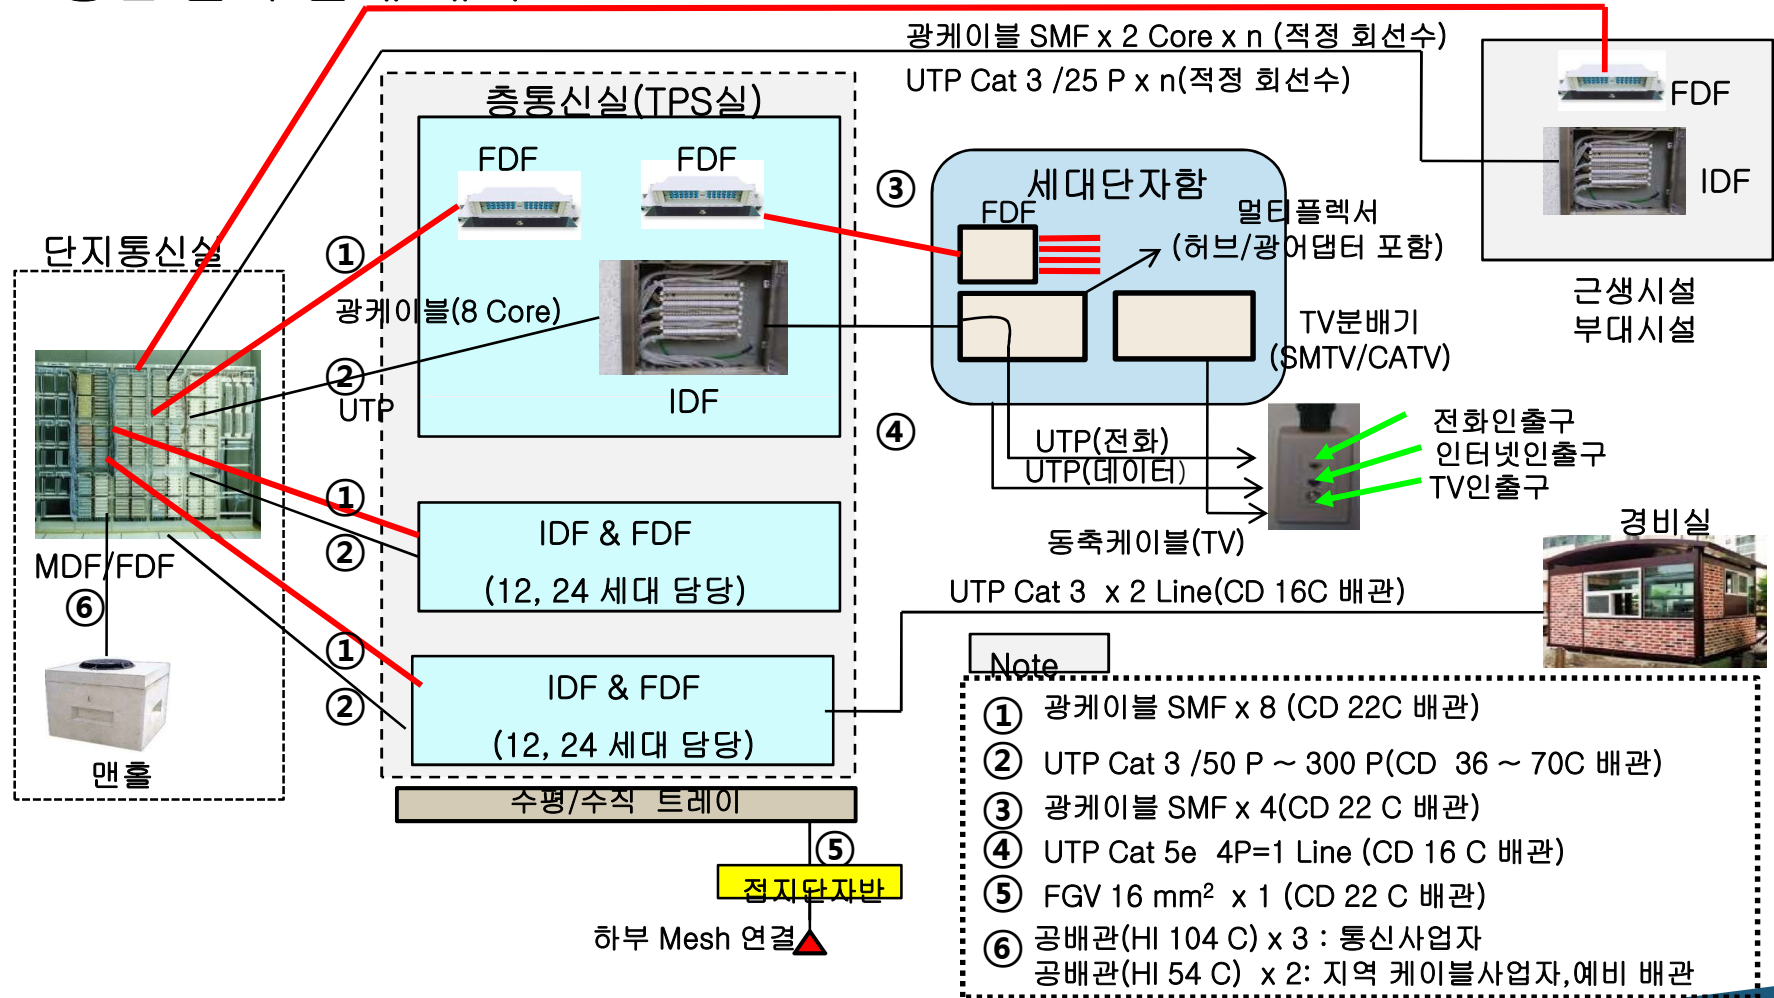 광케이블 SMF x 2 Core x n (적정 회선수)
UTP Cat 3 /25 P x n(적정 회선수)
FDF
IDF
근생시설
부대시설
층통신실(TPS실)
FDF
FDF
IDF
단지통신실
①
광케이블(8 Core)
②
UTP
③
세대단자함
FDF
멀티플렉서
(허브/광어댑터 포함)
TV분배기
(SMTV/CATV)
④
UTP(전화)
UTP(데이터)
동축케이블(TV)
전화인출구
인터넷인출구
TV인출구
MDF/FDF
⑥
맨홀
①
②
IDF & FDF
(12, 24 세대 담당)
①
②
IDF & FDF
(12, 24 세대 담당)
경비실
UTP Cat 3 x 2 Line(CD 16C 배관)
수평/수직 트레이
⑤
접지단자반
하부 Mesh 연결
Note
① 광케이블 SMF x 8 (CD 22C 배관)
② UTP Cat 3 /50 P ~ 300 P(CD 36 ~ 70C 배관)
③ 광케이블 SMF x 4(CD 22 C 배관)
④ UTP Cat 5e 4P=1 Line (CD 16 C 배관)
⑤ FGV 16 mm² x 1 (CD 22 C 배관)
⑥ 공배관(HI 104 C) x 3 : 통신사업자
공배관(HI 54 C) x 2: 지역 케이블사업자,예비 배관